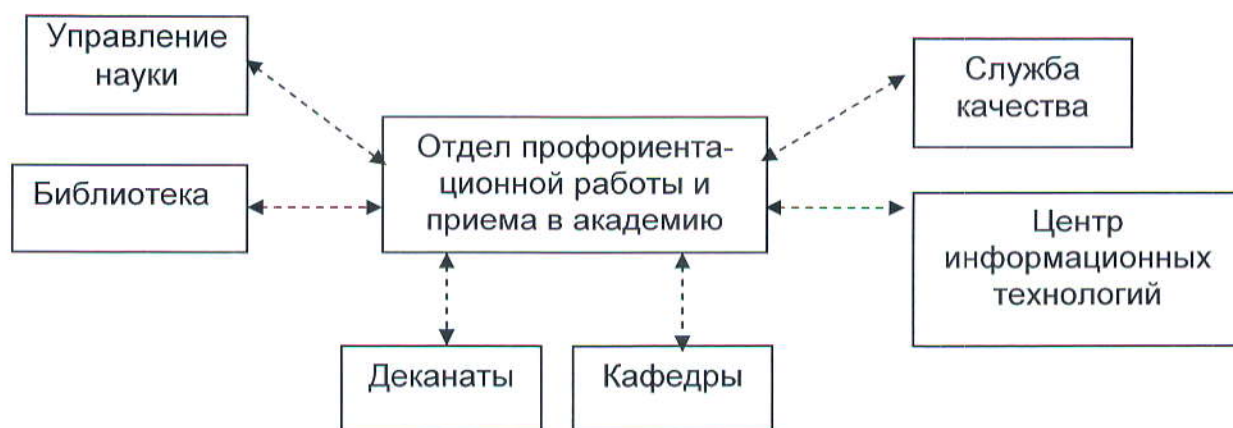 Управление
науки
Служба
качества
Отдел профориента-
ционной работы и
приема в академию
Библиотека
Центр
информационных
технологий
Деканаты
Кафедры